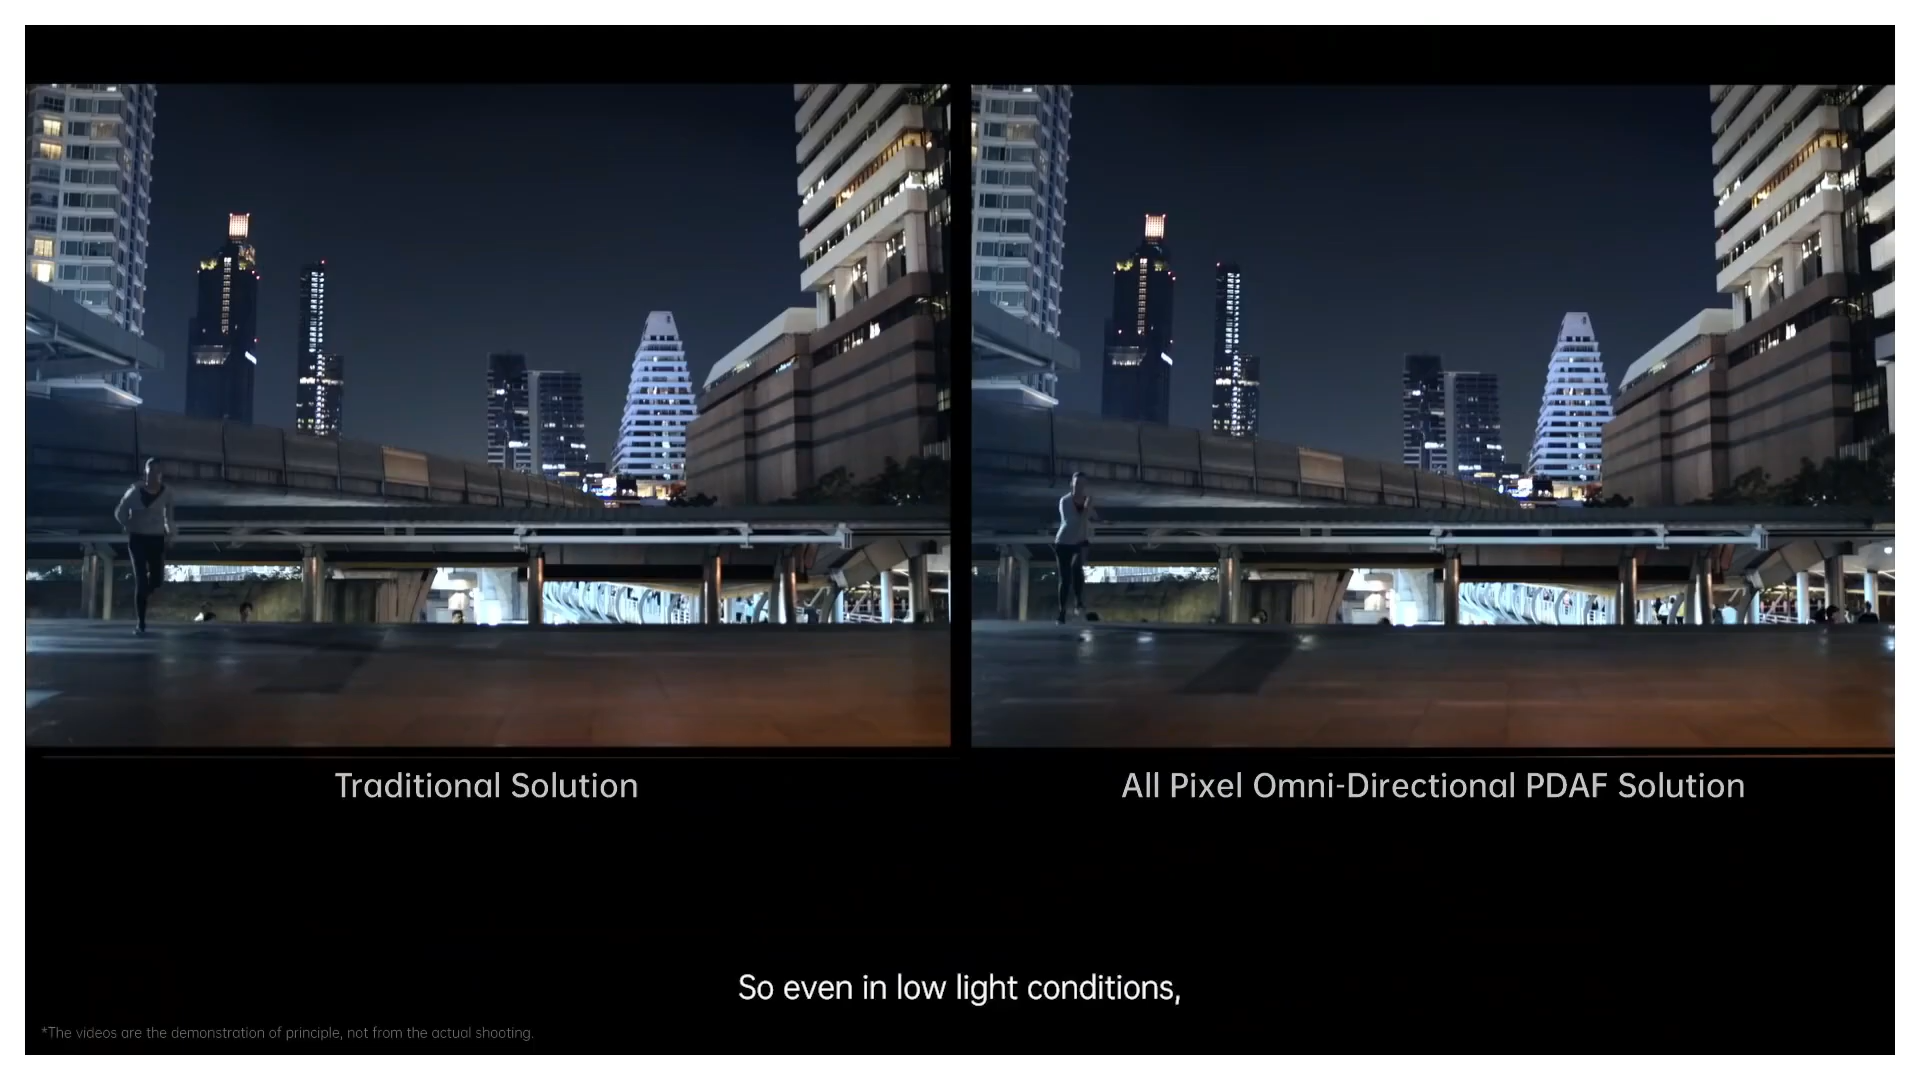 Traditional Solution
All Pixel Omni-Directional PDAF Solution
So even in low light conditions,
*The videos are the demonstration of principle, not from the actual shooting.